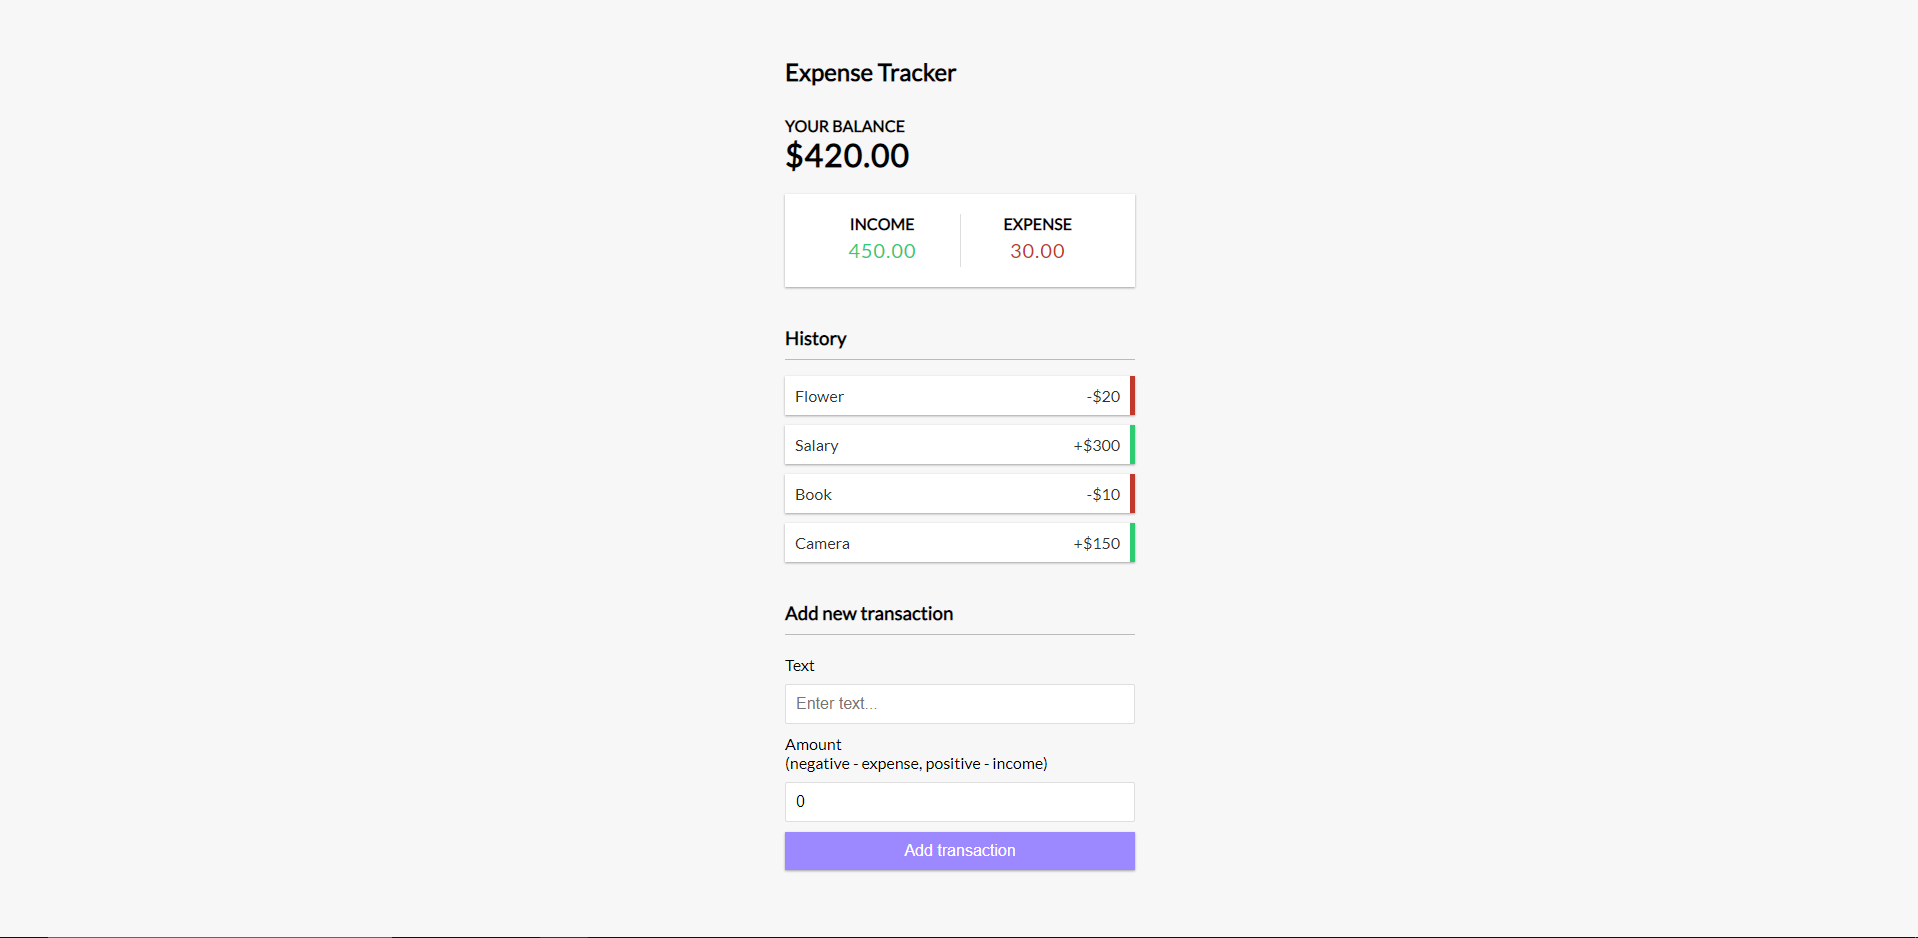 Expense Tracker
YOUR BALANCE
$420.00
INCOME EXPENSE
450.00 30.00
History
Flower -$20
Salary +$300
Book -$10
Camera +$150
Add new transaction
Text
Enter text...
Amount
(negative - expense, positive - income)
0
Add transaction